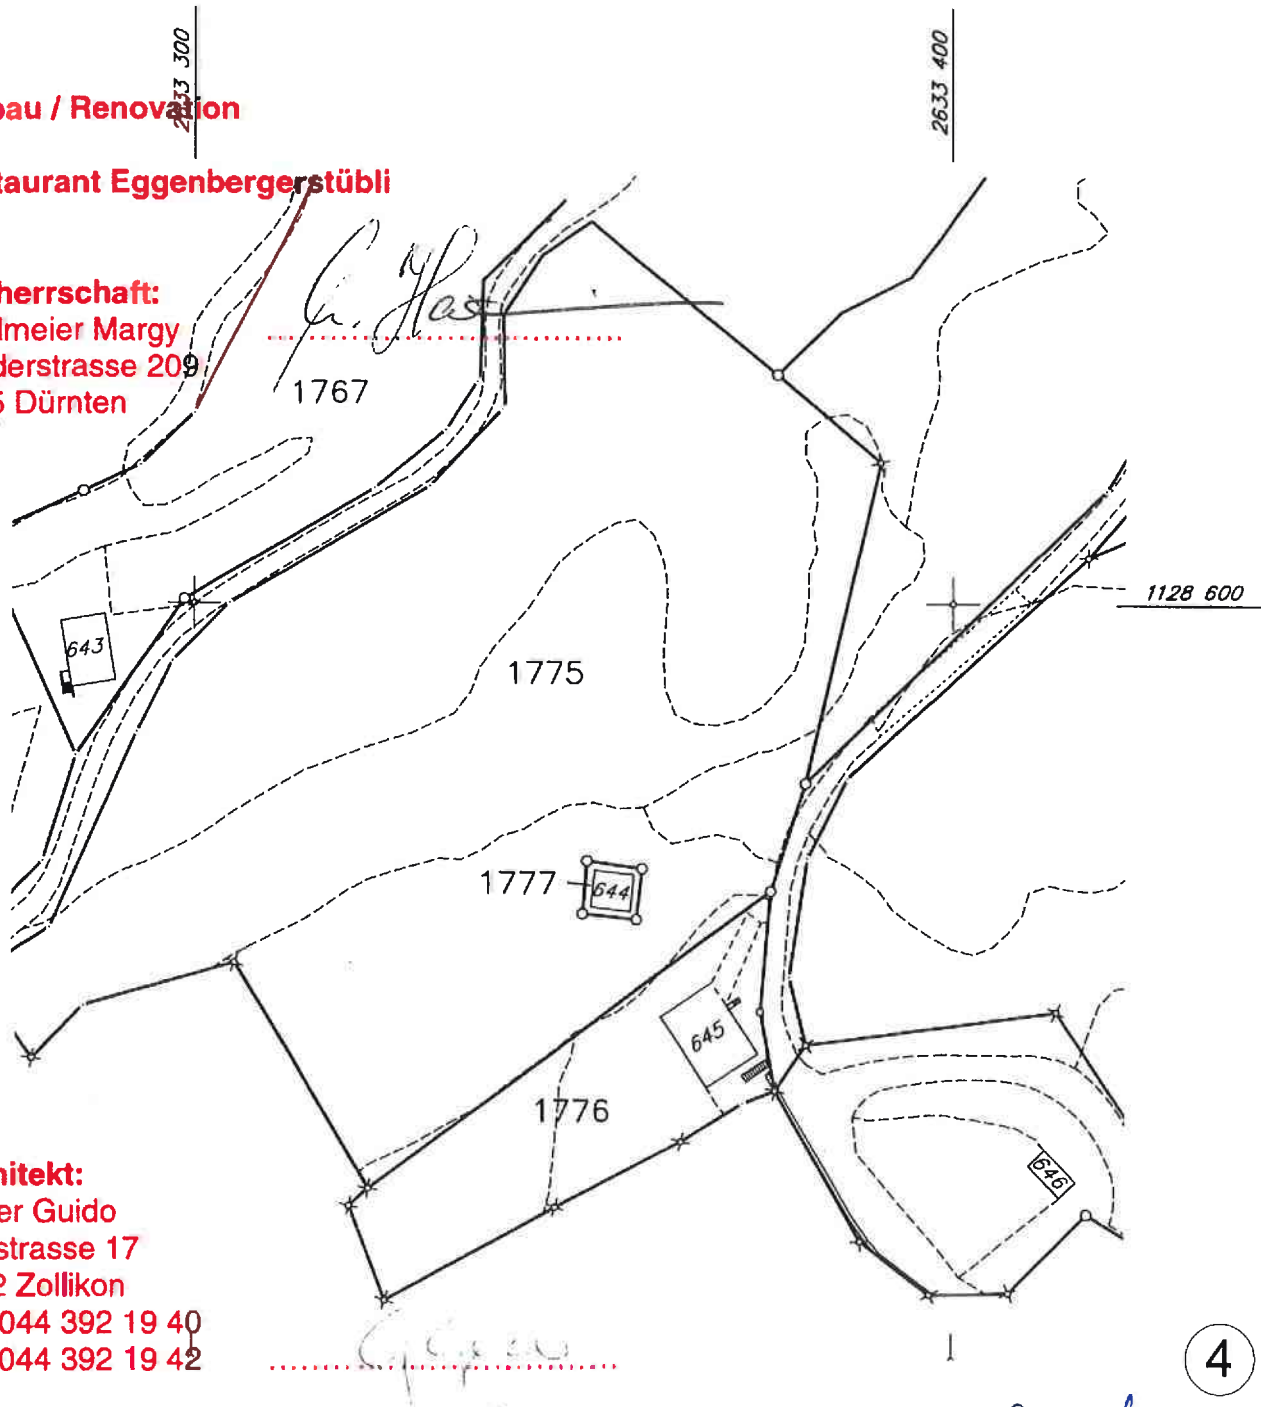 2633 300
2633 400
bau / Renovation
taurant Eggenbergerstübli
herrschaft:
lmeier Margy
derstrasse 209
5 Dürnten
1767
1128 600
643
1775
1777
644
645
1776
646
hitekt:
er Guido
strasse 17
2 Zollikon
044 392 19 40
044 392 19 42
4